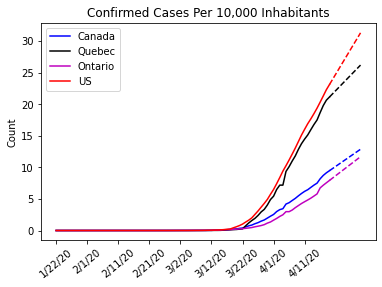 Confirmed Cases Per 10,000 Inhabitants
Canada
Quebec
Ontario
US
Count
30
25
20
15
10
5
0
1/22/20
2/1/20
2/11/20
2/21/20
3/2/20
3/12/20
3/22/20
4/1/20
4/11/20